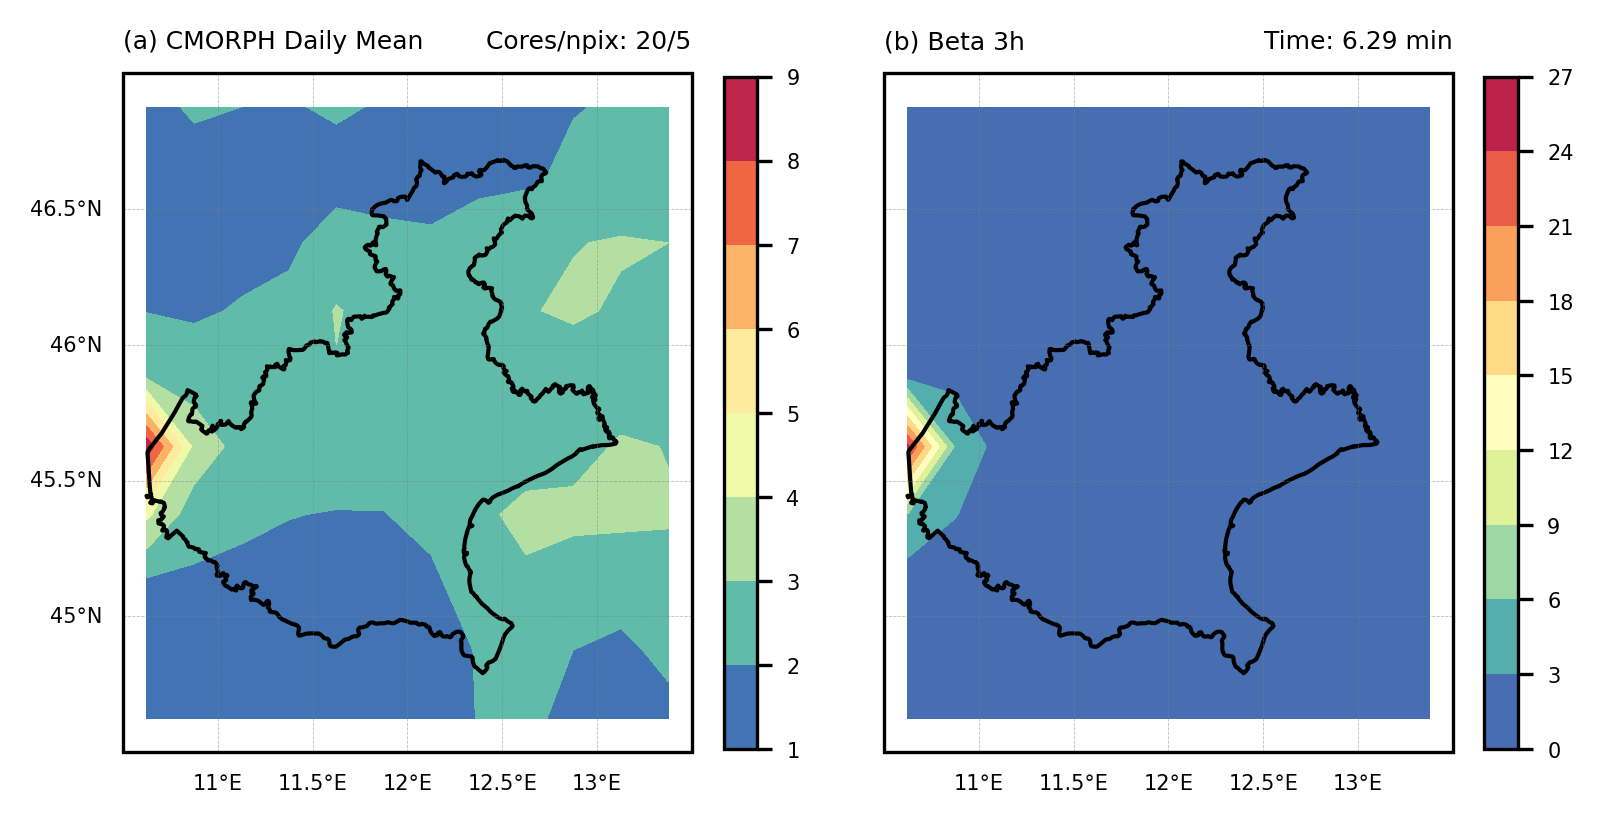 (a) CMORPH Daily Mean Cores/npix: 20/5
(b) Beta 3h Time: 6.29 min
46.5°N
46°N
45.5°N
45°N
11°E 11.5°E 12°E 12.5°E 13°E
9
8
7
6
5
4
3
2
1
11°E 11.5°E 12°E 12.5°E 13°E
27
24
21
18
15
12
9
6
3
0